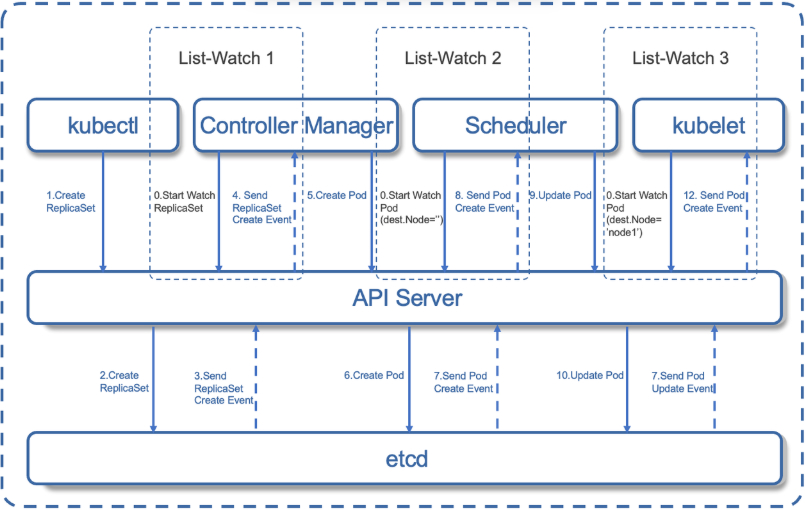 List-Watch 1
List-Watch 2
List-Watch 3
kubectl
Controller Manager
Scheduler
kubelet
1.Create
ReplicaSet
0.Start Watch
ReplicaSet
4. Send
ReplicaSet
Create Event
5.Create Pod
0.Start Watch
Pod
(dest.Node='')
8. Send Pod
Create Event
9.Update Pod
0.Start Watch
Pod
(dest.Node=
'node1')
12. Send Pod
Create Event
API Server
2.Create
ReplicaSet
3.Send
ReplicaSet
Create Event
6.Create Pod
7.Send Pod
Create Event
10.Update Pod
7.Send Pod
Update Event
etcd